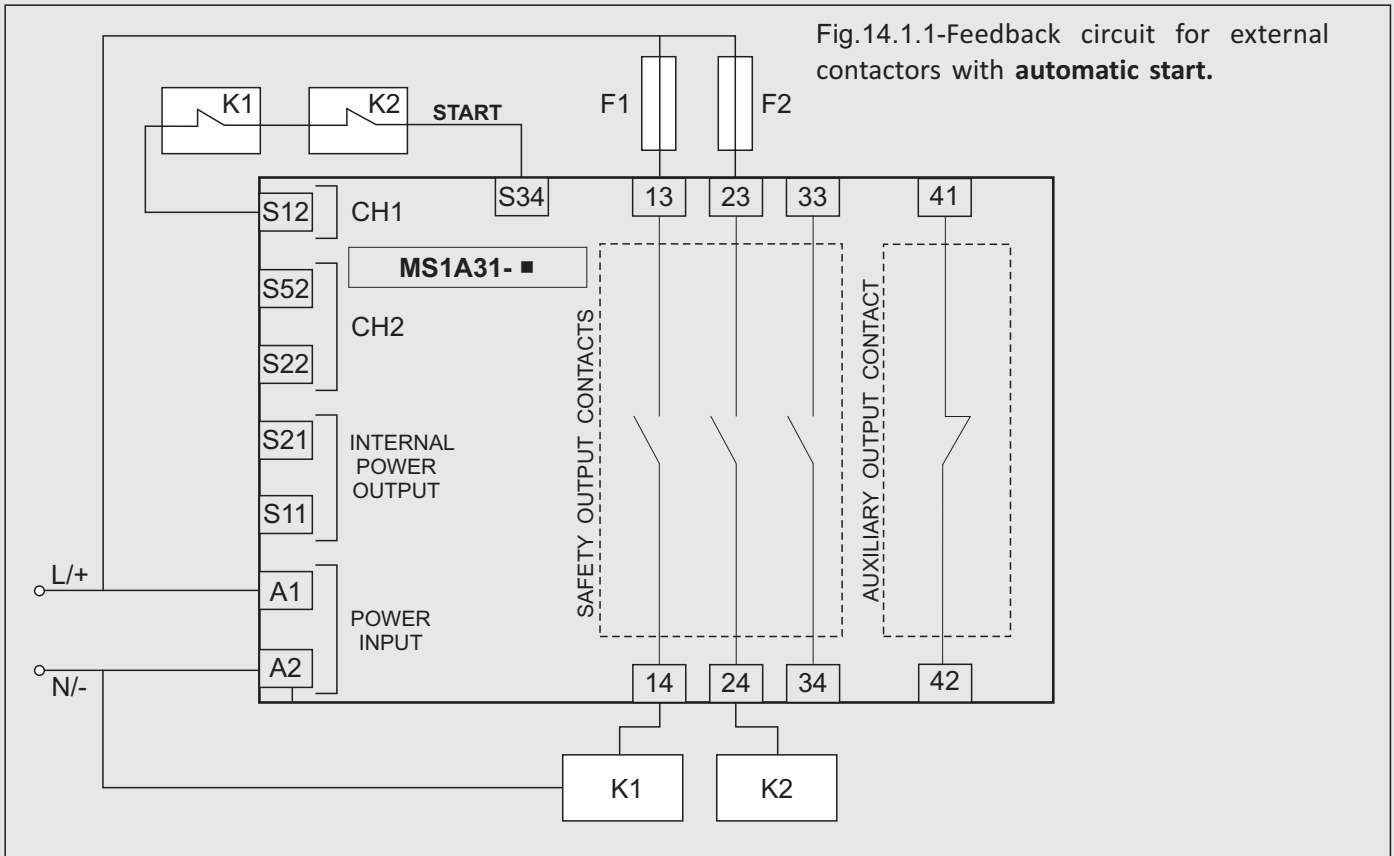 Fig.14.1.1-Feedback circuit for external
contactors with automatic start.
K1
K2
START
F1
F2
S12
CH1
S34
13
23
33
41
MS1A31- ■
S52
CH2
S22
S21
INTERNAL
POWER
OUTPUT
S11
SAFETY OUTPUT CONTACTS
AUXILIARY OUTPUT CONTACT
L/+
A1
POWER
INPUT
A2
N/-
14
24
34
42
K1
K2